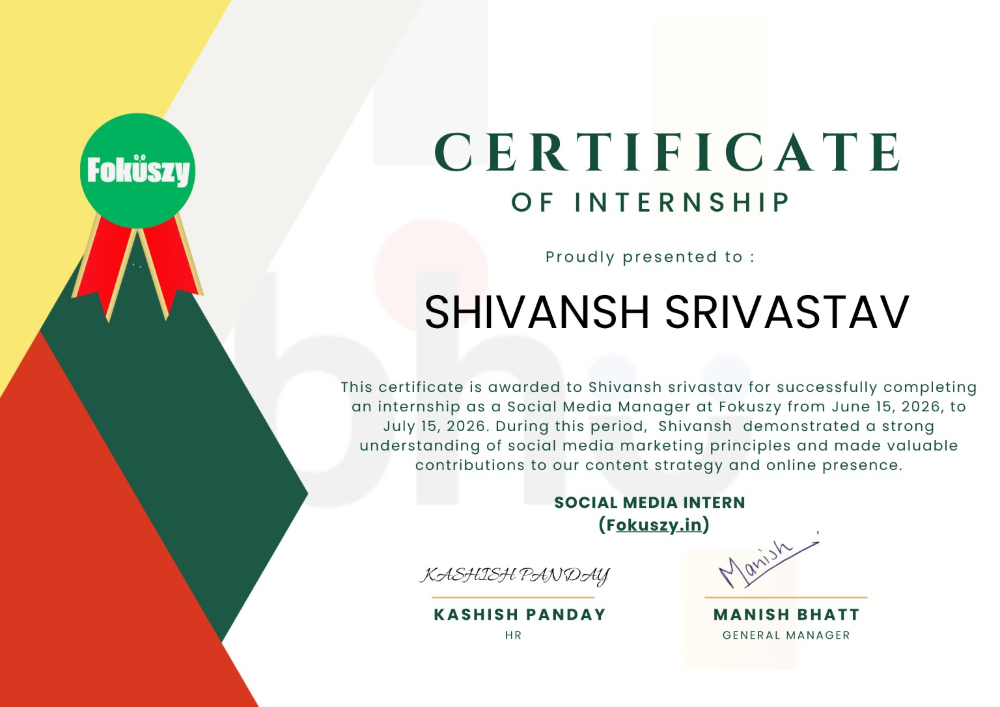 Foküszy
CERTIFICATE
OF INTERNSHIP
Proudly presented to :
SHIVANSH SRIVASTAV
This certificate is awarded to Shivansh srivastav for successfully completing
an internship as a Social Media Manager at Fokuszy from June 15, 2026, to
July 15, 2026. During this period,  Shivansh  demonstrated a strong
understanding of social media marketing principles and made valuable
contributions to our content strategy and online presence.
SOCIAL MEDIA INTERN
(Fokuszy.in)
KASHISH PANDAY
Manish
KASHISH PANDAY
MANISH BHATT
HR
GENERAL MANAGER